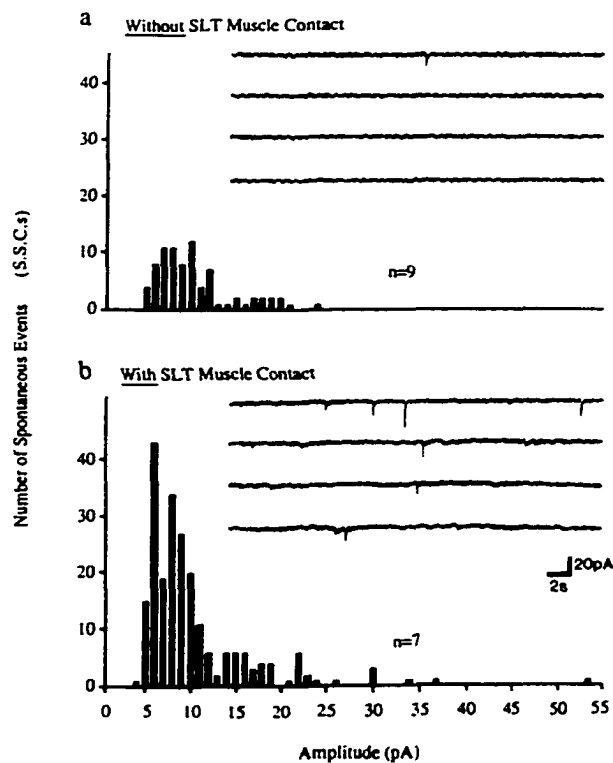 a
Without SLT Muscle Contact
40
30
20
10
0
n=9
Number of Spontaneous Events (S.S.C.s)
b
With SLT Muscle Contact
40
30
20
10
0
20pA
2s
n=7
0 5 10 15 20 25 30 35 40 45 50 55
Amplitude (pA)